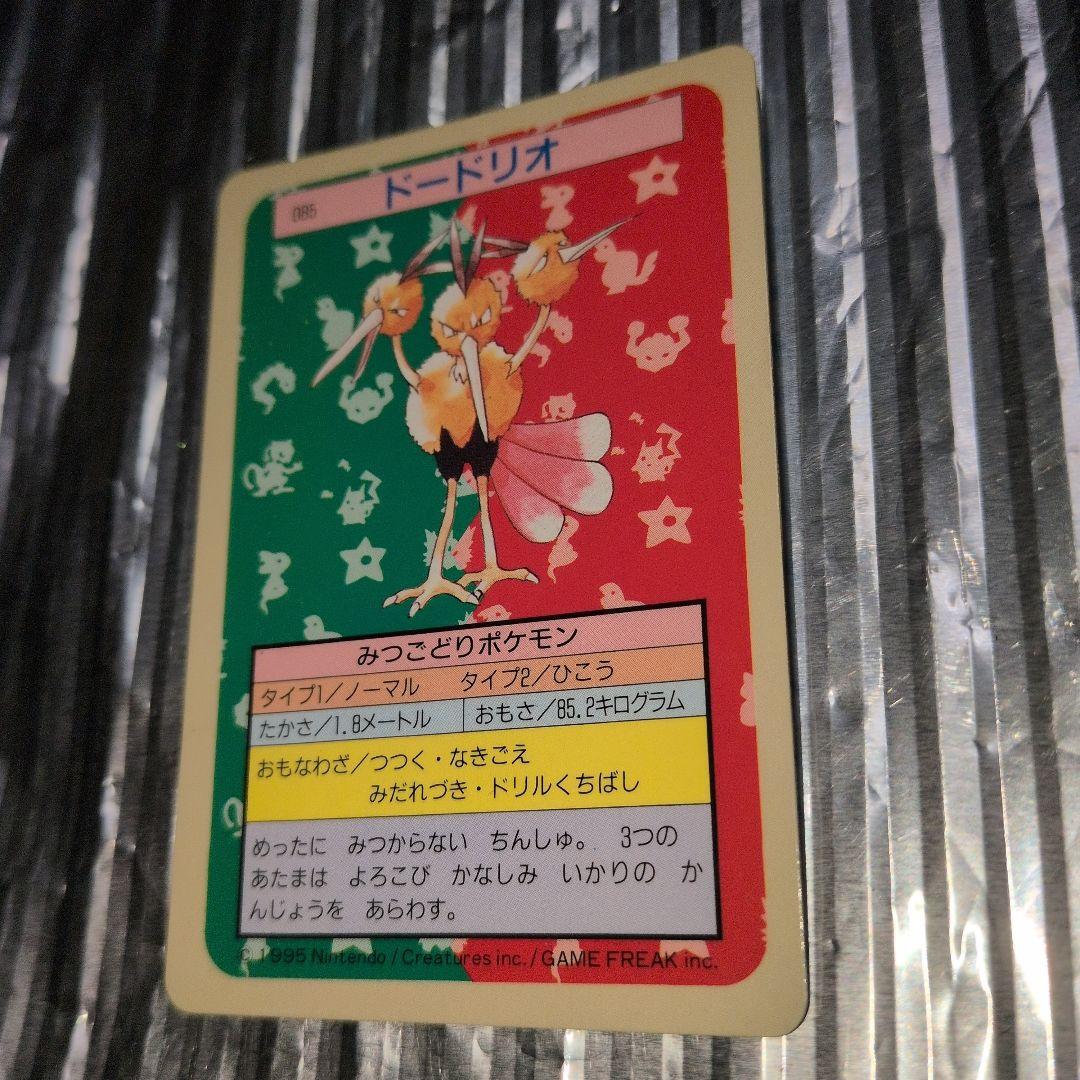 085 ドードリオ
みつごどりポケモン
タイプ1/ノーマル タイプ2/ひこう
たかさ/1.8メートル おもさ/85.2キログラム
おもなわざ/つつく・なきごえ
みだれづき・ドリルくちばし
めったに みつからない ちんしゅ。 3つの
あたまは よろこび かなしみ いかりの か
んじょうを あらわす。
© 1995 Nintendo / Creatures inc. / GAME FREAK inc.